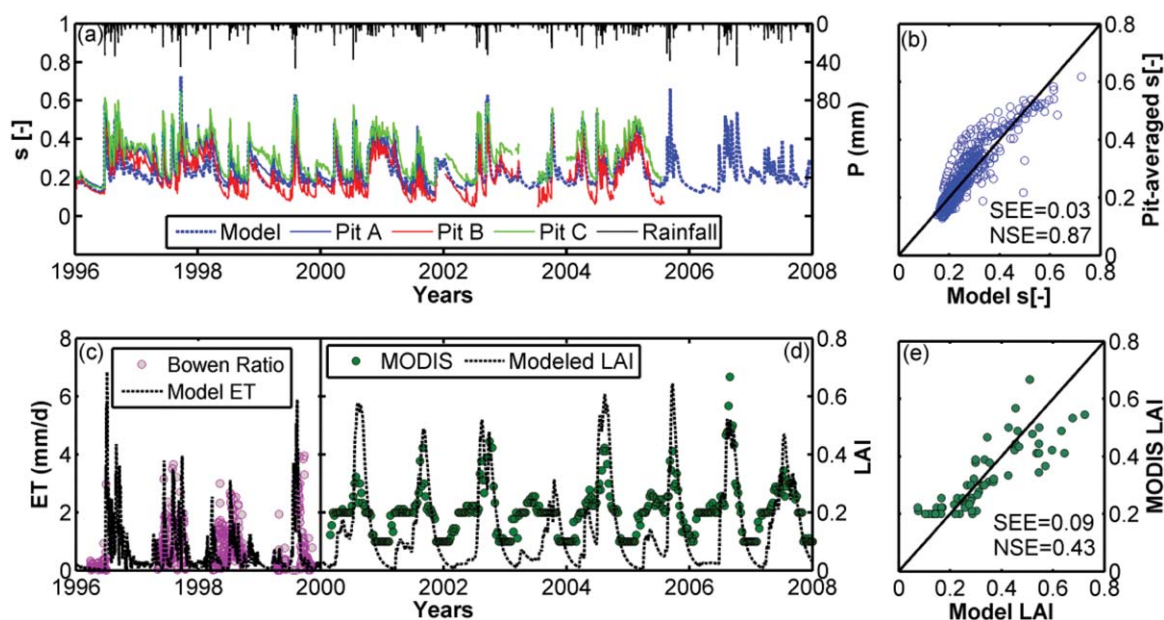 (a)
s[-]
1
0.8
0.6
0.4
0.2
0
0
40
80
P (mm)
Model Pit A Pit B Pit C Rainfall
1996 1998 2000 2002 2004 2006 2008
Years
(b)
0.8
0.6
0.4
0.2
0
Pit-averaged s[-]
SEE=0.03
NSE=0.87
0 0.2 0.4 0.6 0.8
Model s[-]
(c)
ET (mm/d)
8
6
4
2
0
Bowen Ratio
Model ET
1996 1998 2000 2002 2004 2006 2008
Years
(d)
MODIS Modeled LAI
0.8
0.6
0.4
0.2
0
LAI
(e)
0.8
0.6
0.4
0.2
0
MODIS LAI
SEE=0.09
NSE=0.43
0 0.2 0.4 0.6 0.8
Model LAI